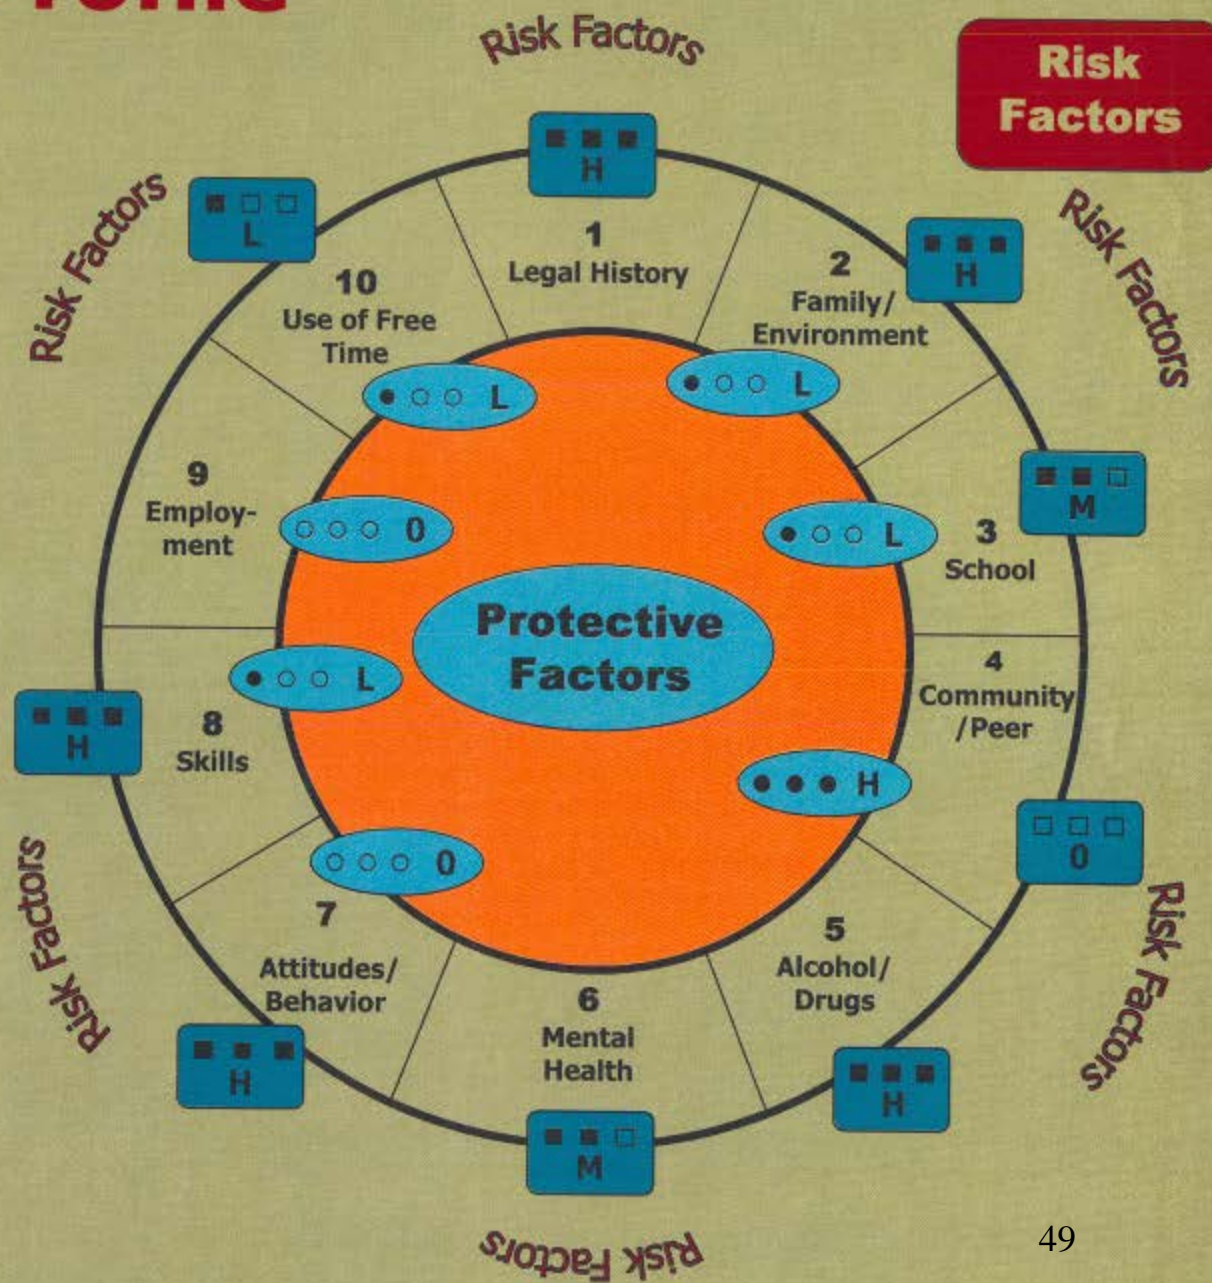 Risk Factors
Risk
Factors
H
1
Legal History
Risk Factors
L
10
Use of Free
Time
L
2
Family/
Environment
H
L
Risk Factors
9
Employ-
ment
0
L
3
School
M
Protective
Factors
4
Community
/Peer
0
H
8
Skills
L
H
7
Attitudes/
Behavior
0
H
6
Mental
Health
M
5
Alcohol/
Drugs
H
Risk Factors
Risk Factors
Risk Factors
49